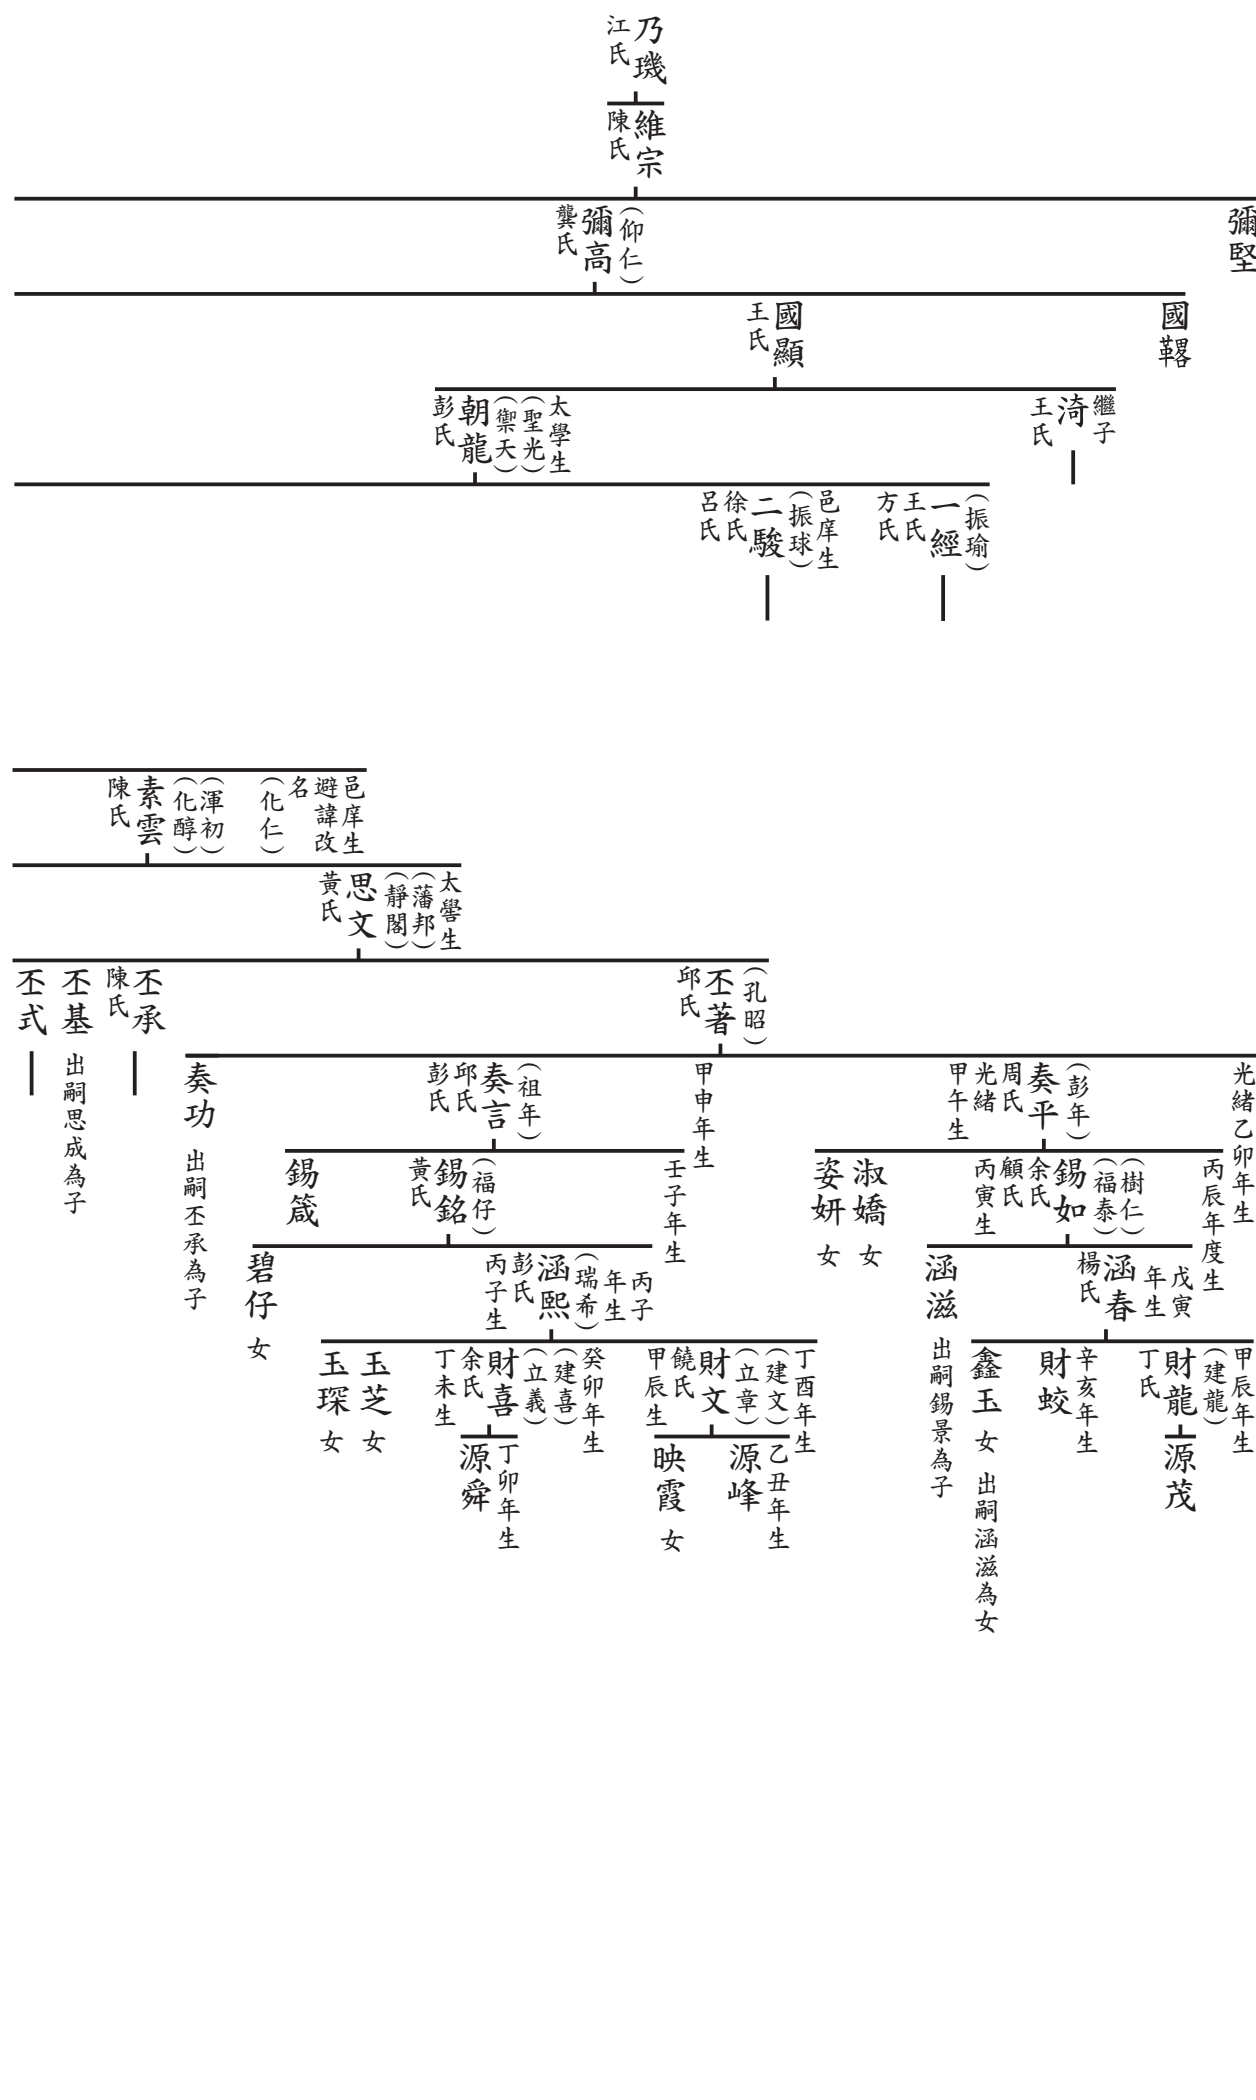 乃璣
江氏
維宗
陳氏
彌堅
(仰仁)
彌高
龔氏
國顯
王氏
繼子
渏
王氏
太學生
(聖光)
(禦天)
朝龍
彭氏
(振瑜)
一經
王氏
方氏
邑庠生
(振球)
二駿
徐氏
呂氏
邑庠生
避諱改
名
(化仁)
(渾初)
(化醇)
素雲
陳氏
太學生
(藩邦)
(靜閣)
思文
黃氏
(孔昭)
丕著
邱氏
丕承
陳氏
丕基
出嗣思成為子
丕式
光緒乙卯年生
(彭年)
奏平
周氏
光緒
甲午生
甲申年生
(祖年)
奏言
邱氏
彭氏
奏功
出嗣丕承為子
丙辰年度生
(樹仁)
(福泰)
錫如
余氏
顧氏
丙寅生
淑嬌
女
姿妍
女
壬子年生
(福仔)
錫銘
黃氏
錫箴
戊寅
年生
涵春
楊氏
涵滋
出嗣錫景為子
丙子
年生
(瑞希)
涵熙
彭氏
丙子生
碧仔
女
甲辰年生
(建龍)
財龍
丁氏
辛亥年生
財蛟
鑫玉
女
出嗣涵滋為女
丁酉年生
(建文)
(立章)
財文
饒氏
甲辰生
癸卯年生
(建喜)
(立義)
財喜
余氏
丁未生
玉芝
女
玉琛
女
源茂
乙丑年生
源峰
映霞
女
丁卯年生
源舜